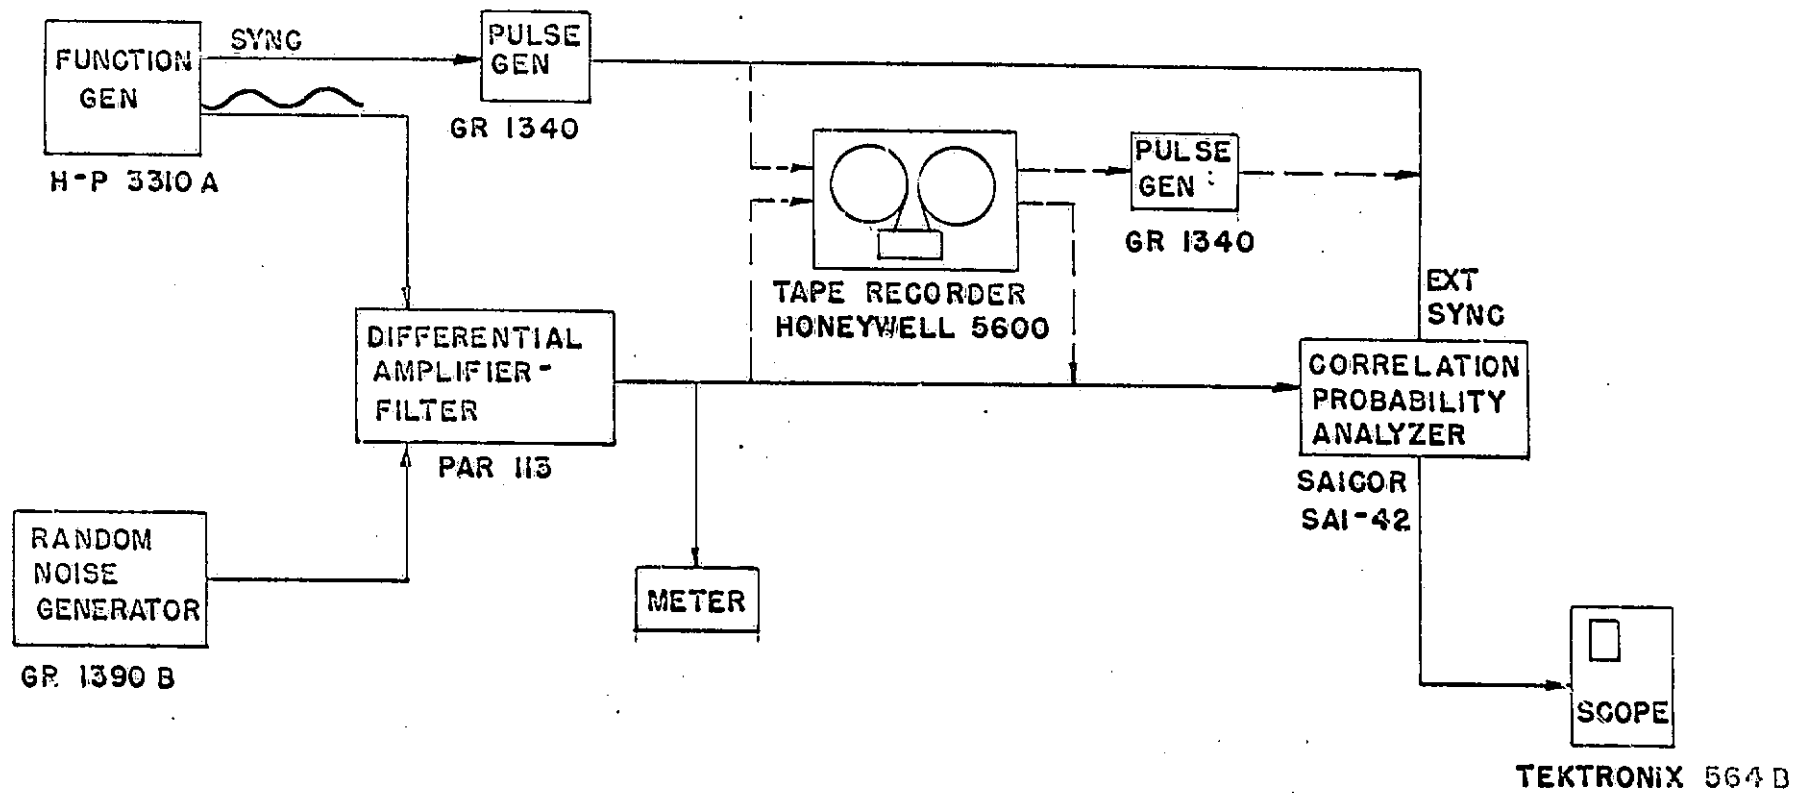 FUNCTION
GEN
H-P 3310A
SYNC
PULSE
GEN
GR 1340
TAPE RECORDER
HONEYWELL 5600
PULSE
GEN
GR 1340
EXT
SYNC
DIFFERENTIAL
AMPLIFIER-
FILTER
PAR 113
CORRELATION
PROBABILITY
ANALYZER
SAICOR
SAI-42
RANDOM
NOISE
GENERATOR
GR 1390 B
METER
SCOPE
TEKTRONIX 564 B